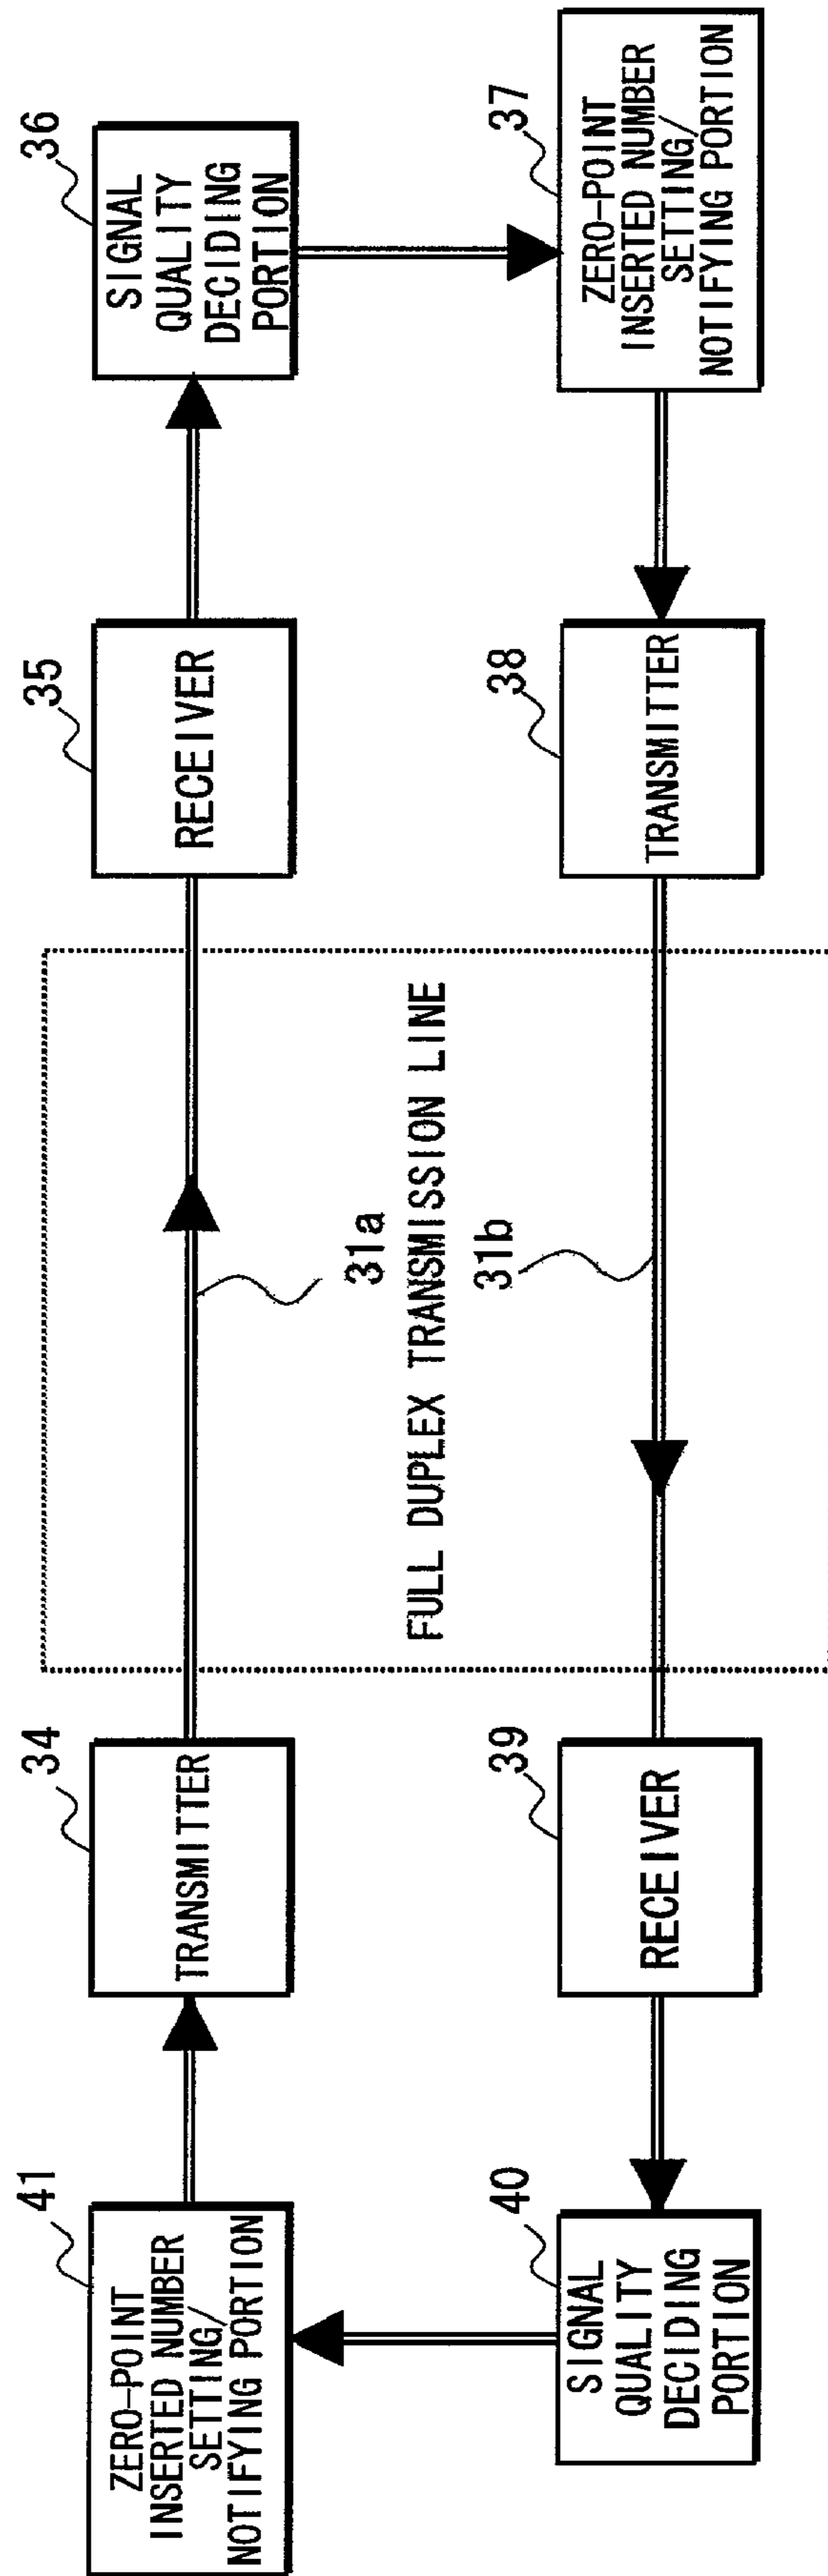 41
ZERO-POINT
INSERTED NUMBER
SETTING/
NOTIFYING PORTION
34
TRANSMITTER
35
RECEIVER
36
SIGNAL
QUALITY
DECIDING
PORTION
31a
FULL DUPLEX TRANSMISSION LINE
31b
40
SIGNAL
QUALITY
DECIDING
PORTION
39
RECEIVER
38
TRANSMITTER
37
ZERO-POINT
INSERTED NUMBER
SETTING/
NOTIFYING PORTION